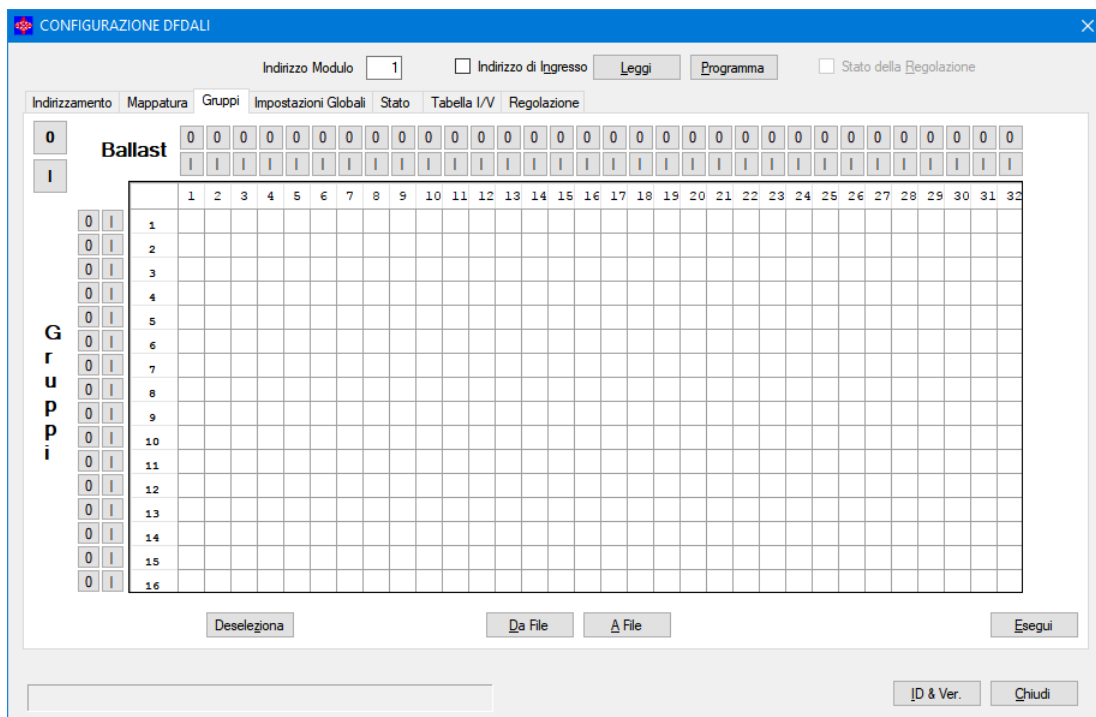 CONFIGURAZIONE DFDALI
Indirizzo Modulo 1 Indirizzo di Ingresso Leggi Programma Stato della Regolazione
Indirizzamento Mappatura Gruppi Impostazioni Globali Stato Tabella I/V Regolazione
0 Ballast 0 0 0 0 0 0 0 0 0 0 0 0 0 0 0 0 0 0 0 0 0 0 0 0 0 0 0 0 0 0 0 0
I I I I I I I I I I I I I I I I I I I I I I I I I I I I I I I I I
1 2 3 4 5 6 7 8 9 10 11 12 13 14 15 16 17 18 19 20 21 22 23 24 25 26 27 28 29 30 31 32
Gruppi
0 I 1
0 I 2
0 I 3
0 I 4
0 I 5
0 I 6
0 I 7
0 I 8
0 I 9
0 I 10
0 I 11
0 I 12
0 I 13
0 I 14
0 I 15
0 I 16
Deseleziona Da File A File Esegui
ID & Ver. Chiudi